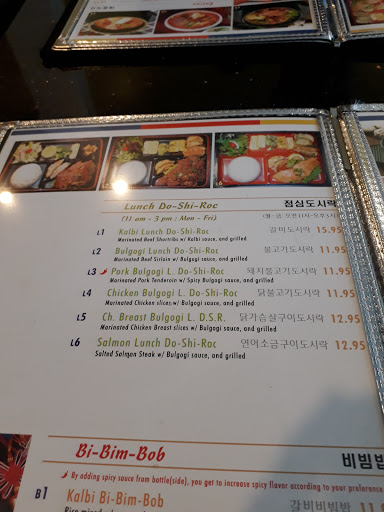 Lunch Do-Shi-Roc 점심도시락
(11 am - 3 pm : Mon - Fri)
L1 Kalbi Lunch Do-Shi-Roc 갈비도시락 15.95
Marinated Beef Shortribs w/ Kalbi sauce, and grilled
L2 Bulgogi Lunch Do-Shi-Roc 불고기도시락 11.95
Marinated Beef Sirloin w/ Bulgogi sauce, and grilled
L3 Pork Bulgogi L. Do-Shi-Roc 돼지불고기도시락 11.95
Marinated Pork Tenderoin w/ Spicy Bulgogi sauce, and grilled
L4 Chicken Bulgogi L. Do-Shi-Roc 닭불고기도시락 11.95
Marinated Chicken slices w/ Bulgogi sauce, and grilled
L5 Ch. Breast Bulgogi L. D.S.R. 닭가슴살구이도시락 12.95
Marinated Chicken Breast slices w/ Bulgogi sauce, and grilled
L6 Salmon Lunch Do-Shi-Roc 연어소금구이도시락 12.95
Salted Salmon Steak w/ Bulgogi sauce, and grilled
Bi-Bim-Bob 비빔밥
By adding spicy sauce from bottle(side), you get to increase spicy flavor according to your preference
B1 Kalbi Bi-Bim-Bob 갈비비빔밥